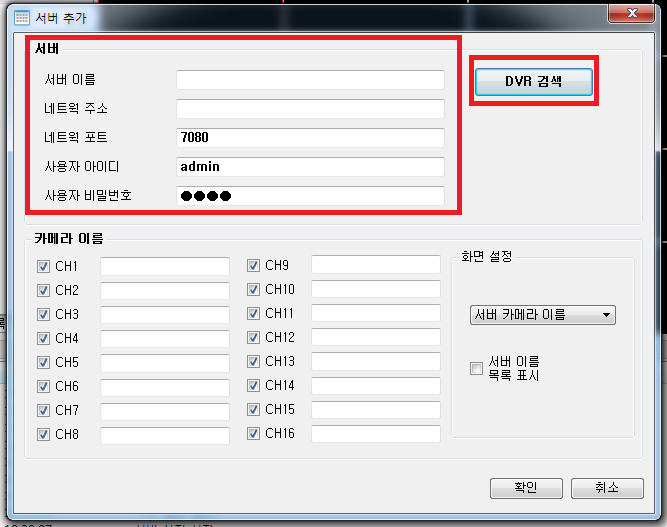 서버 추가
서버
서버 이름
네트웍 주소
네트웍 포트 7080
사용자 아이디 admin
사용자 비밀번호 ●●●●
DVR 검색
카메라 이름
CH1
CH2
CH3
CH4
CH5
CH6
CH7
CH8
CH9
CH10
CH11
CH12
CH13
CH14
CH15
CH16
화면 설정
서버 카메라 이름
서버 이름
목록 표시
확인 취소